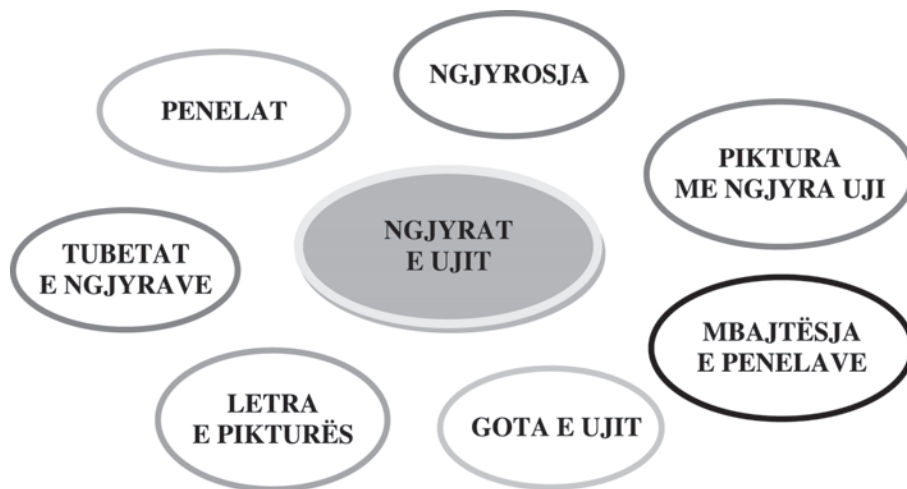 NGJYROSJA
PENELAT
PIKTURA
ME NGJYRA UJI
NGJYRAT
E UJIT
TUBETAT
E NGJYRAVE
MBAJTËSJA
E PENELAVE
LETRA
E PIKTURËS
GOTA E UJIT